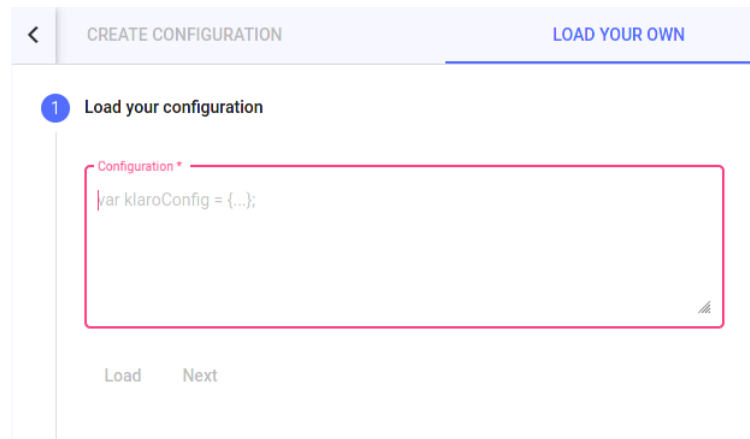 CREATE CONFIGURATION
LOAD YOUR OWN
1
Load your configuration
Configuration *
var klaroConfig = {...};
Load
Next